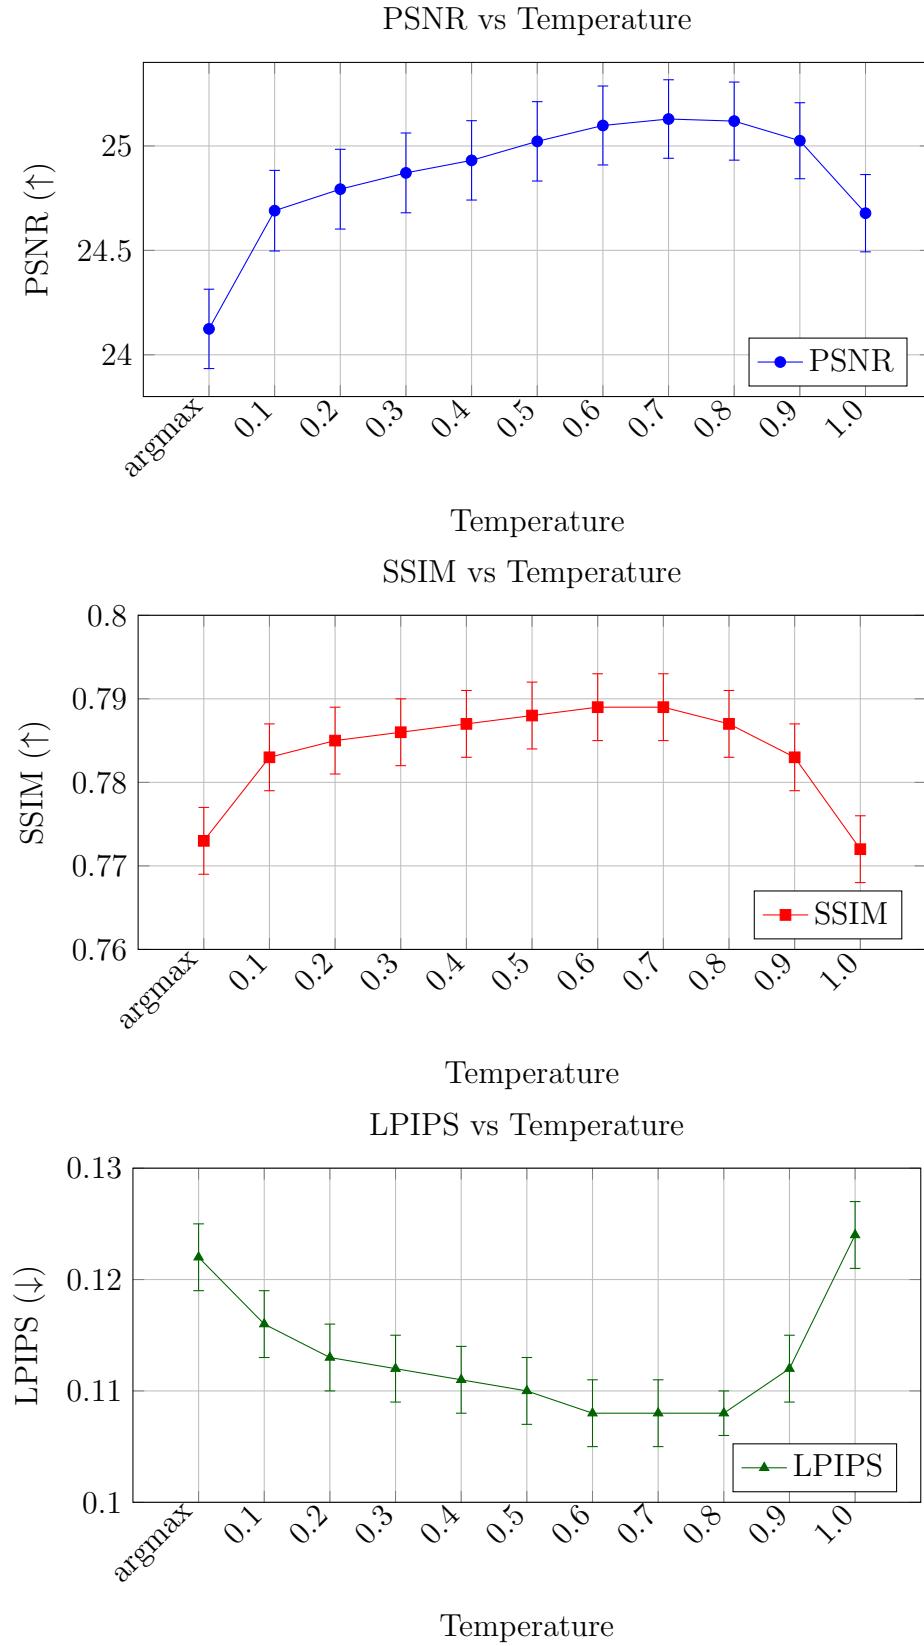 PSNR vs Temperature
PSNR (↑)
25
24.5
24
PSNR
argmax 0.1 0.2 0.3 0.4 0.5 0.6 0.7 0.8 0.9 1.0
Temperature
SSIM vs Temperature
SSIM (↑)
0.8
0.79
0.78
0.77
0.76
SSIM
argmax 0.1 0.2 0.3 0.4 0.5 0.6 0.7 0.8 0.9 1.0
Temperature
LPIPS vs Temperature
LPIPS (↓)
0.13
0.12
0.11
0.1
LPIPS
argmax 0.1 0.2 0.3 0.4 0.5 0.6 0.7 0.8 0.9 1.0
Temperature